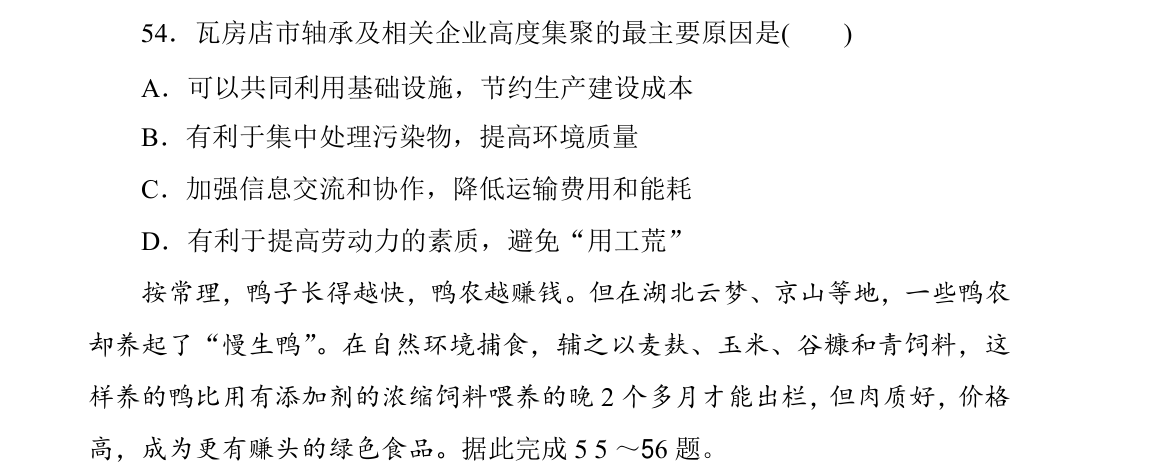 54．瓦房店市轴承及相关企业高度集聚的最主要原因是(　　)
A．可以共同利用基础设施，节约生产建设成本
B．有利于集中处理污染物，提高环境质量
C．加强信息交流和协作，降低运输费用和能耗
D．有利于提高劳动力的素质，避免“用工荒”
按常理，鸭子长得越快，鸭农越赚钱。但在湖北云梦、京山等地，一些鸭农
却养起了“慢生鸭”。在自然环境捕食，辅之以麦麸、玉米、谷糠和青饲料，这
样养的鸭比用有添加剂的浓缩饲料喂养的晚 2 个多月才能出栏，但肉质好，价格
高，成为更有赚头的绿色食品。据此完成 5 5 ～56 题。